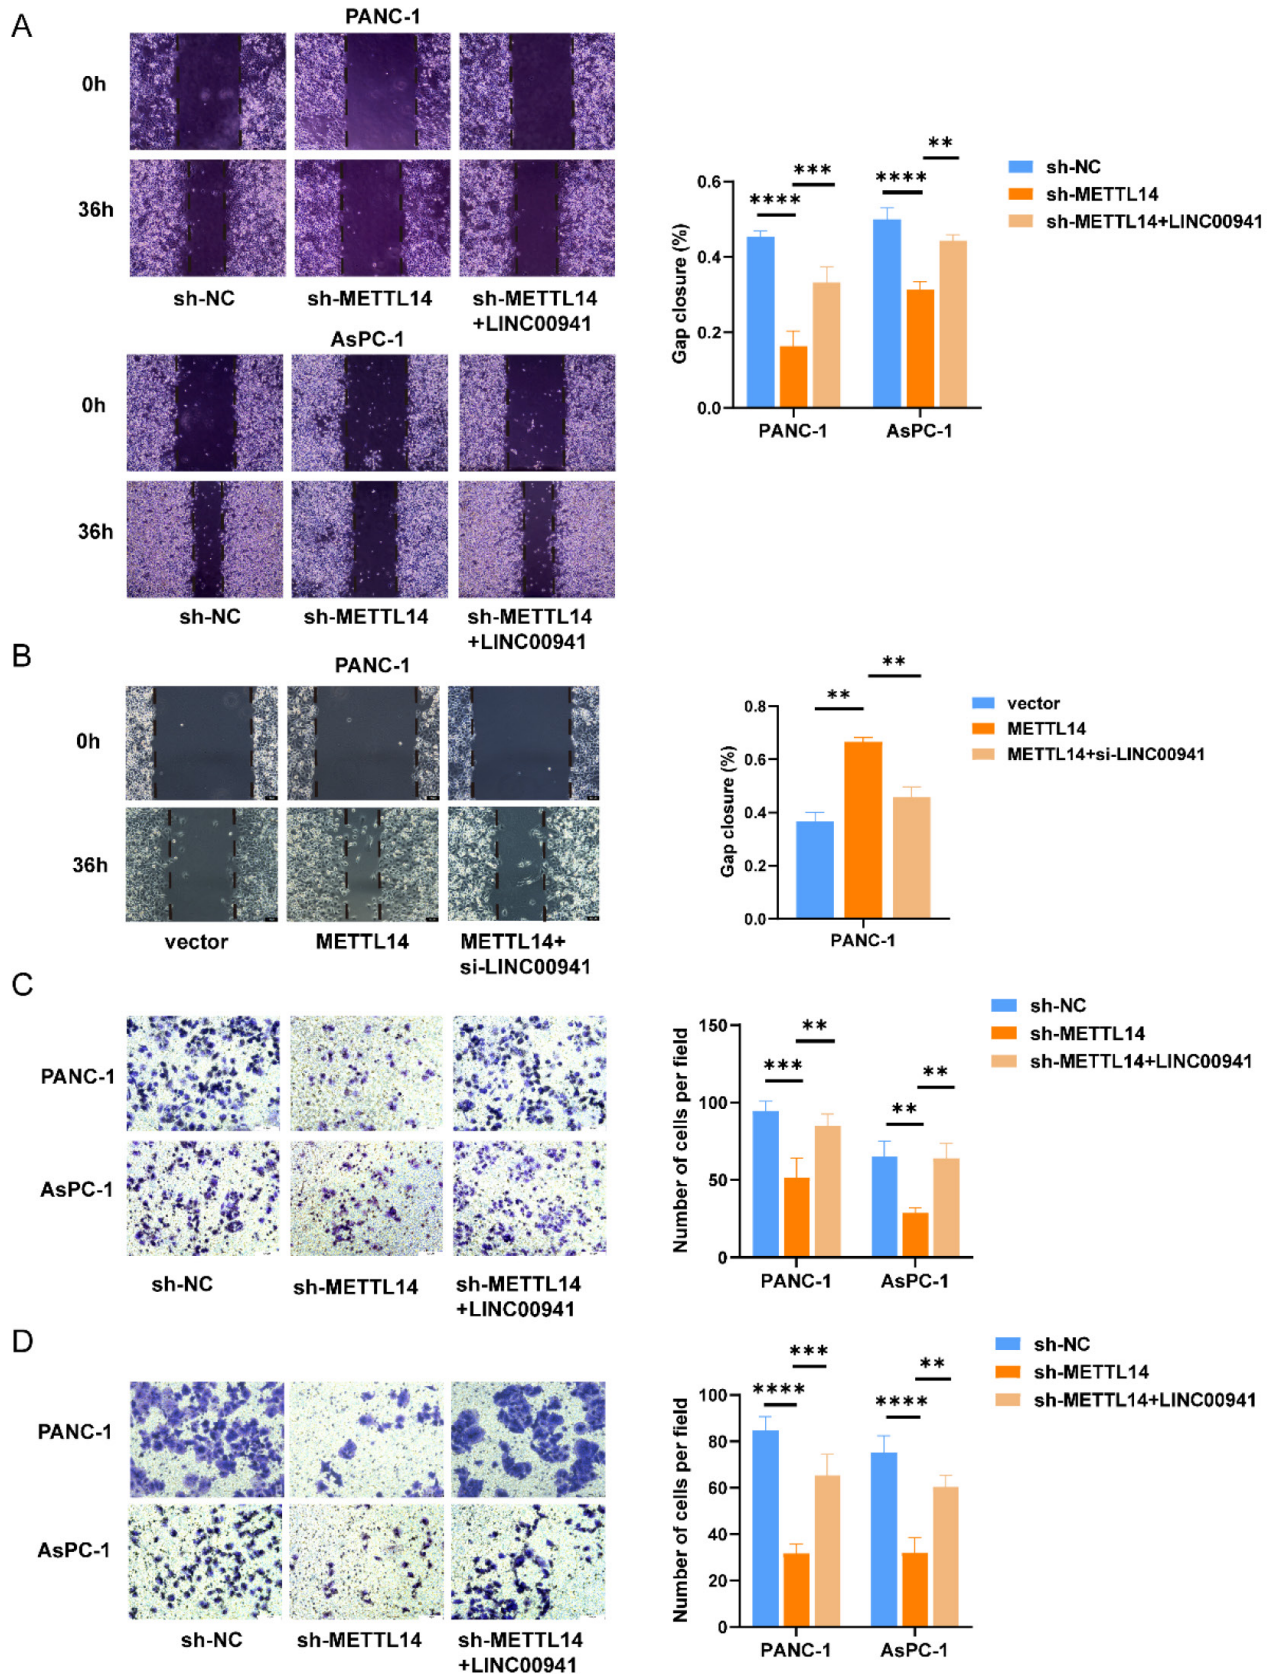 A
PANC-1
0h
36h
sh-NC
sh-METTL14
sh-METTL14
+LINC00941
AsPC-1
0h
36h
sh-NC
sh-METTL14
sh-METTL14
+LINC00941
Gap closure (%)
0.6
0.4
0.2
0.0
****
***
****
**
PANC-1
AsPC-1
sh-NC
sh-METTL14
sh-METTL14+LINC00941
B
PANC-1
0h
36h
vector
METTL14
METTL14+
si-LINC00941
Gap closure (%)
0.8
0.6
0.4
0.2
0.0
**
**
PANC-1
vector
METTL14
METTL14+si-LINC00941
C
PANC-1
AsPC-1
sh-NC
sh-METTL14
sh-METTL14
+LINC00941
Number of cells per field
150
100
50
0
***
**
**
**
PANC-1
AsPC-1
sh-NC
sh-METTL14
sh-METTL14+LINC00941
D
PANC-1
AsPC-1
sh-NC
sh-METTL14
sh-METTL14
+LINC00941
Number of cells per field
100
80
60
40
20
0
****
***
****
**
PANC-1
AsPC-1
sh-NC
sh-METTL14
sh-METTL14+LINC00941